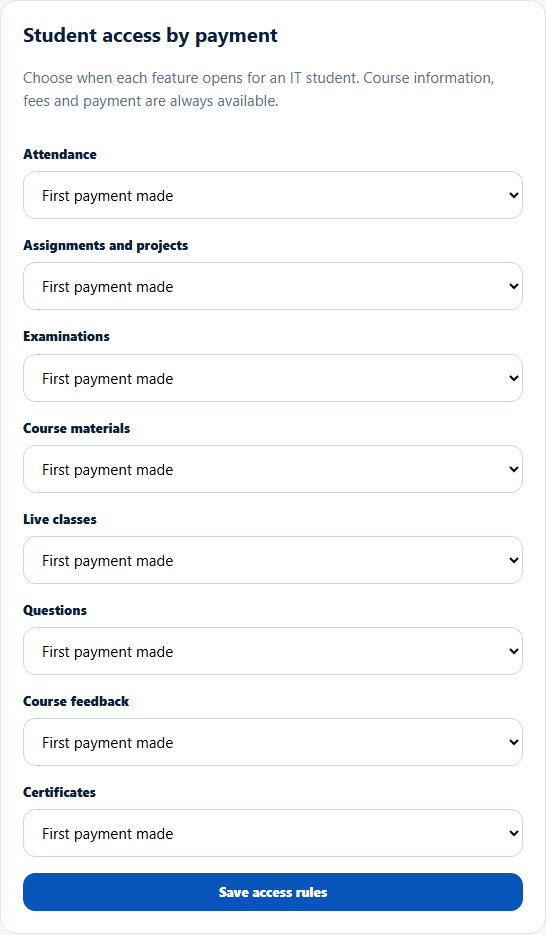 Student access by payment
Choose when each feature opens for an IT student. Course information,
fees and payment are always available.
Attendance
First payment made
Assignments and projects
First payment made
Examinations
First payment made
Course materials
First payment made
Live classes
First payment made
Questions
First payment made
Course feedback
First payment made
Certificates
First payment made
Save access rules